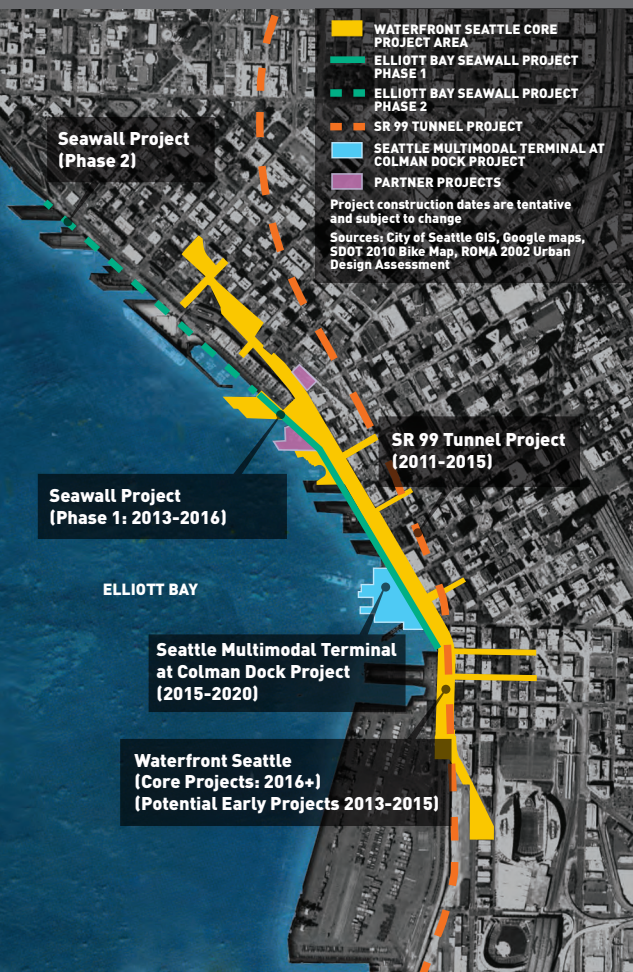 WATERFRONT SEATTLE CORE
PROJECT AREA
ELLIOTT BAY SEAWALL PROJECT
PHASE 1
ELLIOTT BAY SEAWALL PROJECT
PHASE 2
SR 99 TUNNEL PROJECT
SEATTLE MULTIMODAL TERMINAL AT
COLMAN DOCK PROJECT
PARTNER PROJECTS
Project construction dates are tentative
and subject to change
Sources: City of Seattle GIS, Google maps,
SDOT 2010 Bike Map, ROMA 2002 Urban
Design Assessment
Seawall Project
(Phase 2)
SR 99 Tunnel Project
(2011-2015)
Seawall Project
(Phase 1: 2013-2016)
ELLIOTT BAY
Seattle Multimodal Terminal
at Colman Dock Project
(2015-2020)
Waterfront Seattle
(Core Projects: 2016+)
(Potential Early Projects 2013-2015)